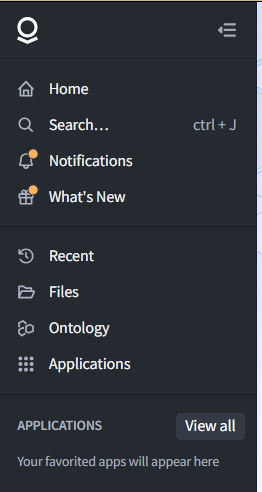 Home
Search... ctrl + J
Notifications
What's New
Recent
Files
Ontology
Applications
APPLICATIONS View all
Your favorited apps will appear here